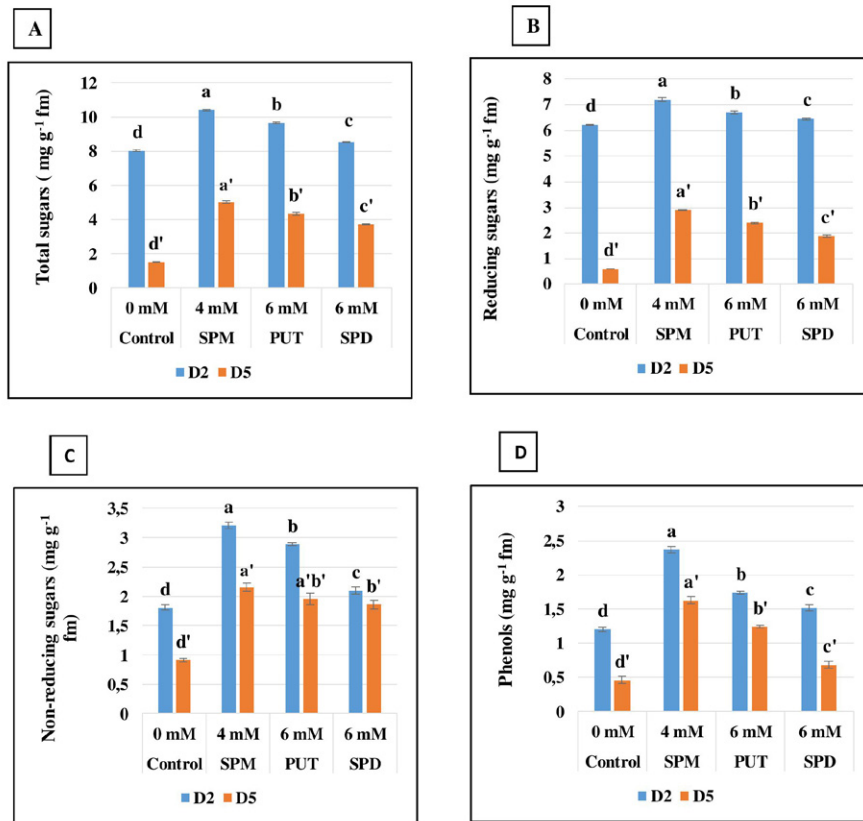 A
Total sugars ( mg g-1 fm)
12
10
8
6
4
2
0
d
d'
a
a'
b
b'
c
c'
0 mM 4 mM 6 mM 6 mM
Control SPM PUT SPD
D2 D5
B
Reducing sugars (mg g-1 fm)
8
7
6
5
4
3
2
1
0
d
d'
a
a'
b
b'
c
c'
0 mM 4 mM 6 mM 6 mM
Control SPM PUT SPD
D2 D5
C
Non-reducing sugars (mg g-1
fm)
3,5
3
2,5
2
1,5
1
0,5
0
d
d'
a
a'
b
a'b'
c
b'
0 mM 4 mM 6 mM 6 mM
Control SPM PUT SPD
D2 D5
D
Phenols (mg g-1 fm)
3
2,5
2
1,5
1
0,5
0
d
d'
a
a'
b
b'
c
c'
0 mM 4 mM 6 mM 6 mM
Control SPM PUT SPD
D2 D5